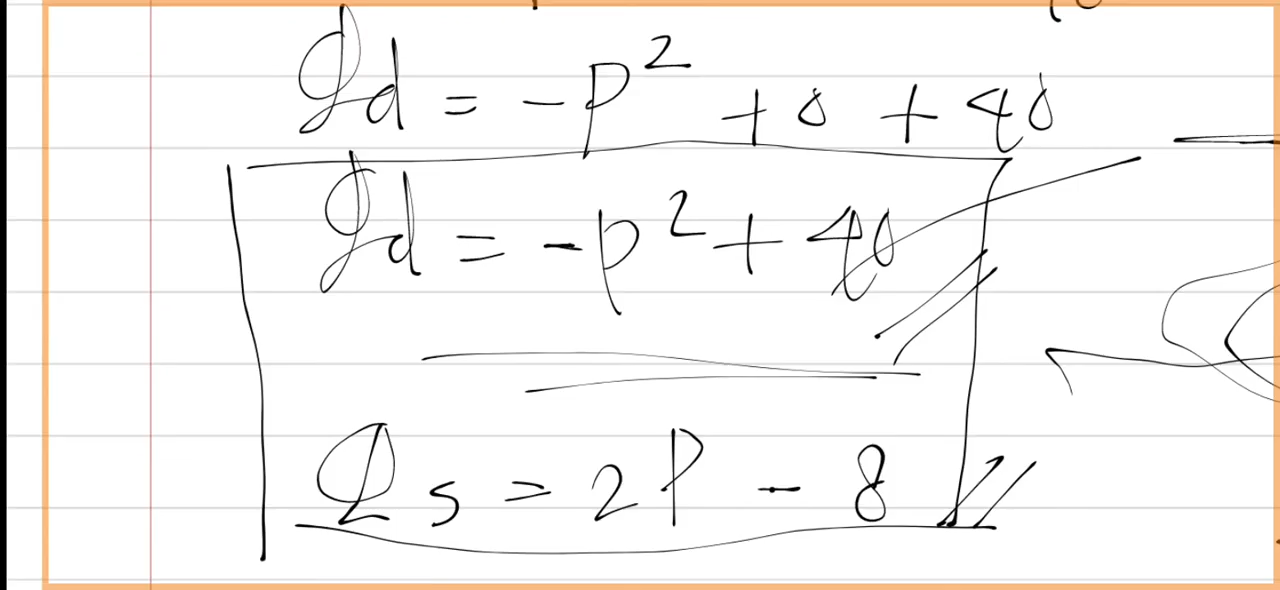 Qd = -P² + 0 + 40
Qd = -P² + 40
Qs = 2P - 8